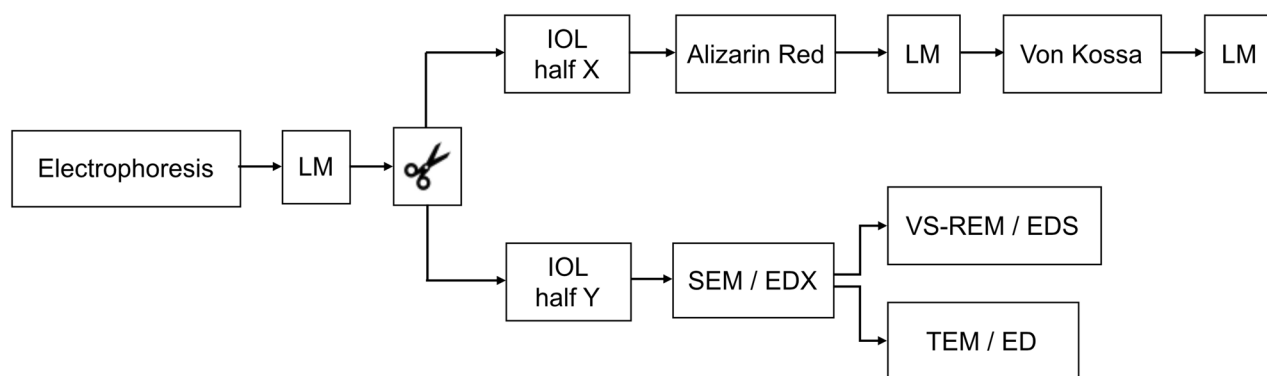 IOL
half X
Alizarin Red
LM
Von Kossa
LM
Electrophoresis
LM
IOL
half Y
SEM / EDX
VS-REM / EDS
TEM / ED